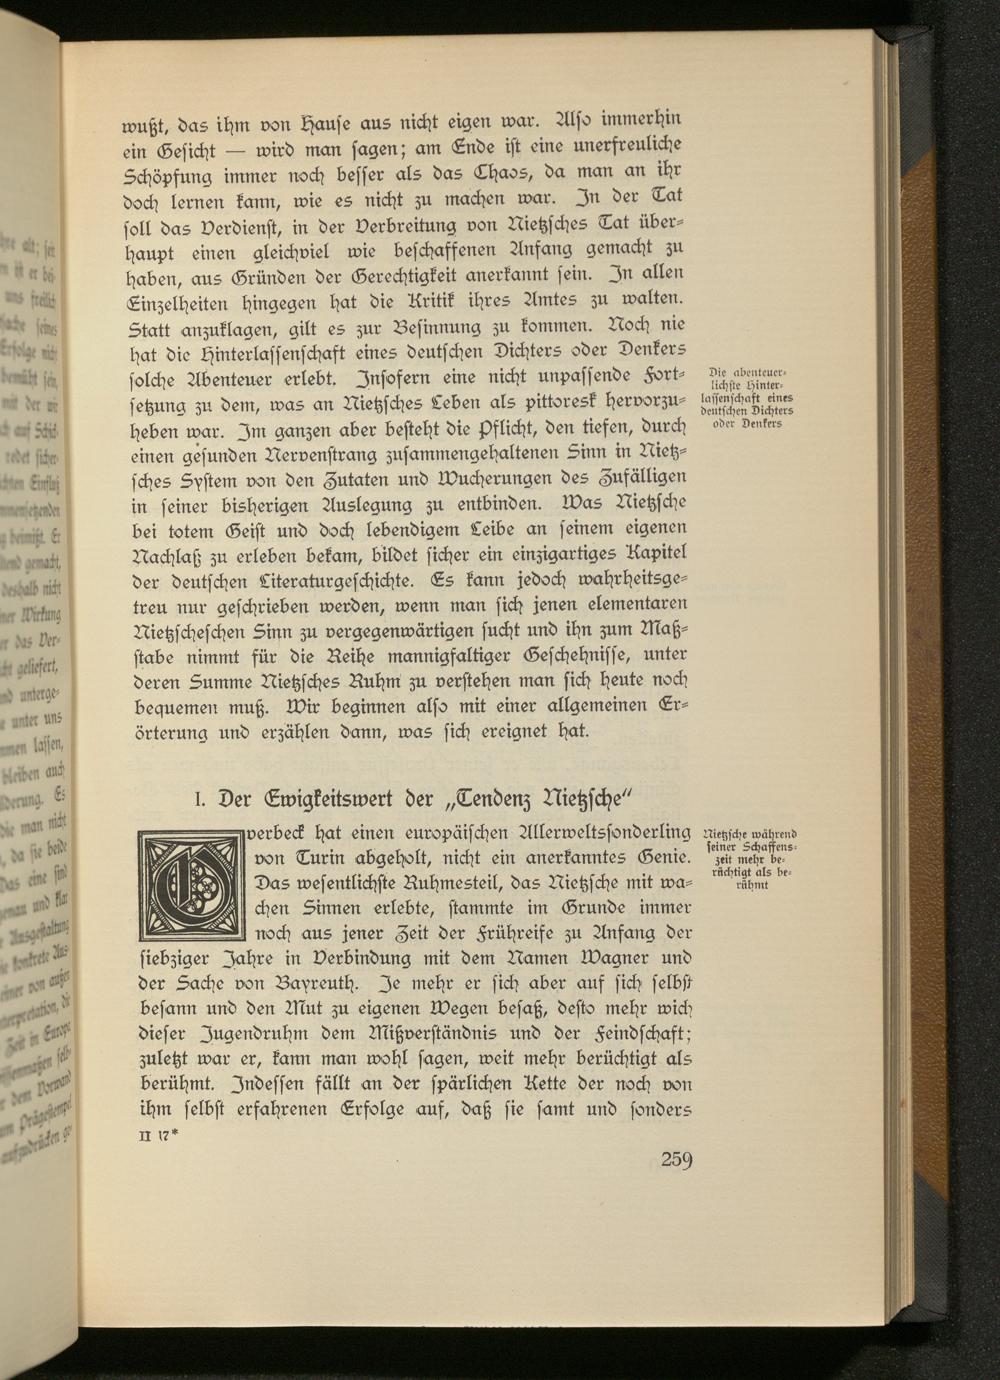 wußt, das ihm von Hause aus nicht eigen war. Also immerhin
ein Gesicht — wird man sagen; am Ende ist eine unerfreuliche
Schöpfung immer noch besser als das Chaos, da man an ihr
doch lernen kann, wie es nicht zu machen war. In der Tat
soll das Verdienst, in der Verbreitung von Nietzsches Tat über-
haupt einen gleichviel wie beschaffenen Anfang gemacht zu
haben, aus Gründen der Gerechtigkeit anerkannt sein. In allen
Einzelheiten hingegen hat die Kritik ihres Amtes zu walten.
Statt anzuklagen, gilt es zur Besinnung zu kommen. Noch nie
hat die Hinterlassenschaft eines deutschen Dichters oder Denkers
solche Abenteuer erlebt. Insofern eine nicht unpassende Fort-
setzung zu dem, was an Nietzsches Leben als pittoresk hervorzu-
heben war. Im ganzen aber besteht die Pflicht, den tiefen, durch
einen gesunden Nervenstrang zusammengehaltenen Sinn in Nietz-
sches System von den Zutaten und Wucherungen des Zufälligen
in seiner bisherigen Auslegung zu entbinden. Was Nietzsche
bei totem Geist und doch lebendigem Leibe an seinem eigenen
Nachlaß zu erleben bekam, bildet sicher ein einzigartiges Kapitel
der deutschen Literaturgeschichte. Es kann jedoch wahrheitsge-
treu nur geschrieben werden, wenn man sich jenen elementaren
Nietzscheschen Sinn zu vergegenwärtigen sucht und ihn zum Maß-
stabe nimmt für die Reihe mannigfaltiger Geschehnisse, unter
deren Summe Nietzsches Ruhm zu verstehen man sich heute noch
bequemen muß. Wir beginnen also mit einer allgemeinen Er-
örterung und erzählen dann, was sich ereignet hat.
Die abenteuer-
lichste Hinter-
lassenschaft eines
deutschen Dichters
oder Denkers
I. Der Ewigkeitswert der „Tendenz Nietzsche“
Overbeck hat einen europäischen Allerweltssonderling
von Turin abgeholt, nicht ein anerkanntes Genie.
Das wesentlichste Ruhmesteil, das Nietzsche mit wa-
chen Sinnen erlebte, stammte im Grunde immer
noch aus jener Zeit der Frühreife zu Anfang der
siebziger Jahre in Verbindung mit dem Namen Wagner und
der Sache von Bayreuth. Je mehr er sich aber auf sich selbst
besann und den Mut zu eigenen Wegen besaß, desto mehr wich
dieser Jugendruhm dem Mißverständnis und der Feindschaft;
zuletzt war er, kann man wohl sagen, weit mehr berüchtigt als
berühmt. Indessen fällt an der spärlichen Kette der noch von
ihm selbst erfahrenen Erfolge auf, daß sie samt und sonders
Nietzsche während
seiner Schaffens-
zeit mehr be-
rüchtigt als be-
rühmt
II 17*
259